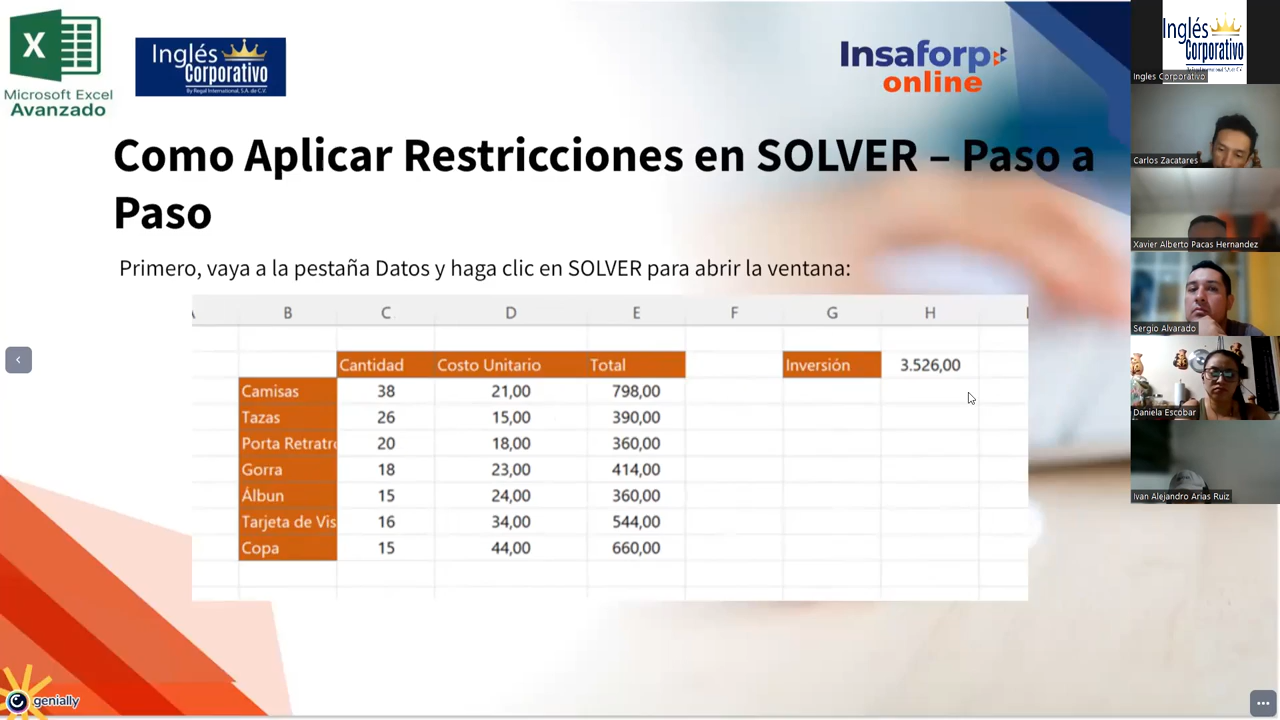 Microsoft Excel
Avanzado
Inglés
Corporativo
By Regal International, S.A. de C.V.
Insaforp
online
Como Aplicar Restricciones en SOLVER – Paso a
Paso
Primero, vaya a la pestaña Datos y haga clic en SOLVER para abrir la ventana:
B C D E F G H
Cantidad Costo Unitario Total Inversión 3.526,00
Camisas 38 21,00 798,00
Tazas 26 15,00 390,00
Porta Retratro 20 18,00 360,00
Gorra 18 23,00 414,00
Álbun 15 24,00 360,00
Tarjeta de Vis 16 34,00 544,00
Copa 15 44,00 660,00
genially
Inglés
Corporativo
Ingles Corporativo
Carlos Zacatares
Xavier Alberto Pacas Hernandez
Sergio Alvarado
Daniela Escobar
Ivan Alejandro Arias Ruiz